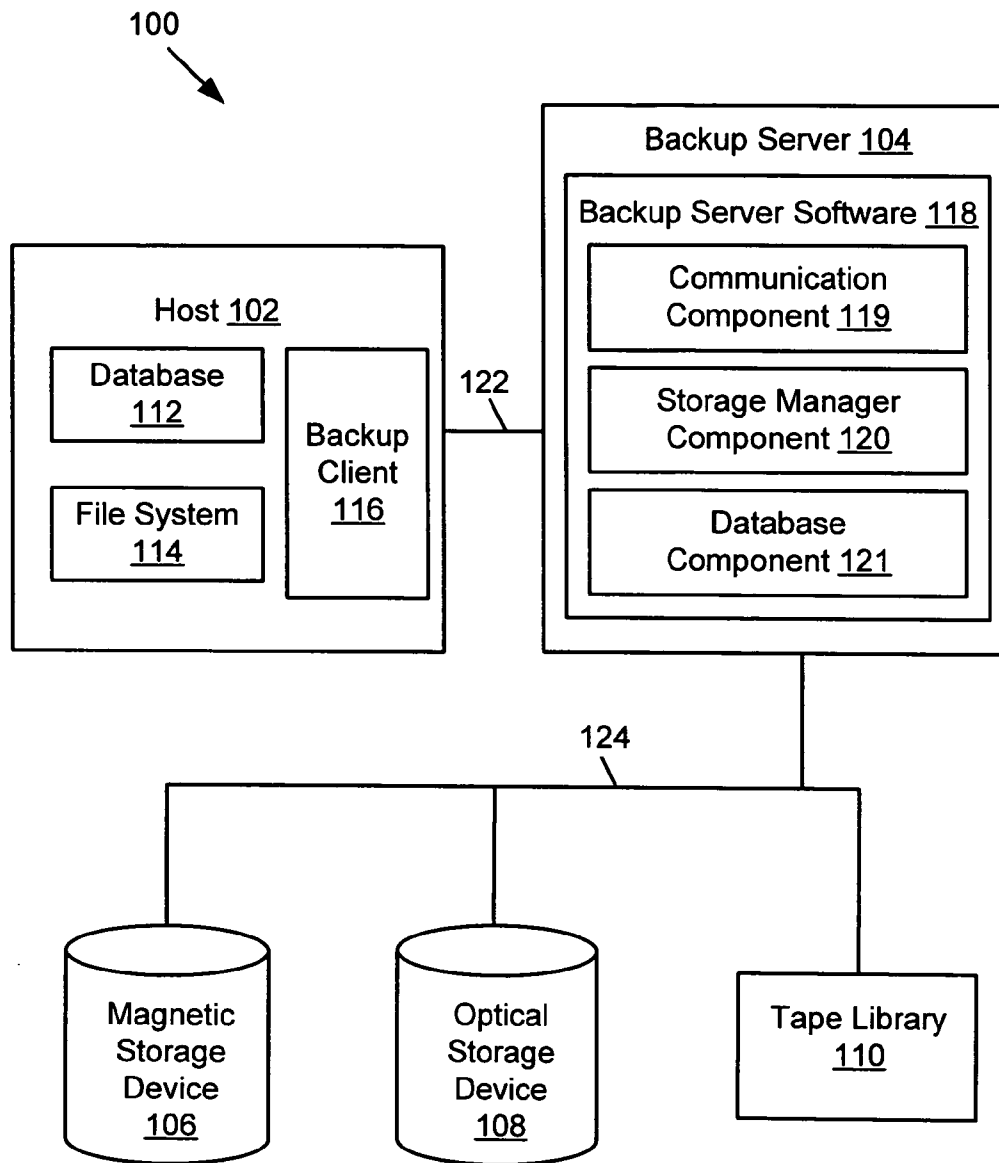 100
Backup Server 104
Backup Server Software 118
Communication
Component 119
Storage Manager
Component 120
Database
Component 121
Host 102
Database
112
File System
114
Backup
Client
116
122
124
Magnetic
Storage
Device
106
Optical
Storage
Device
108
Tape Library
110